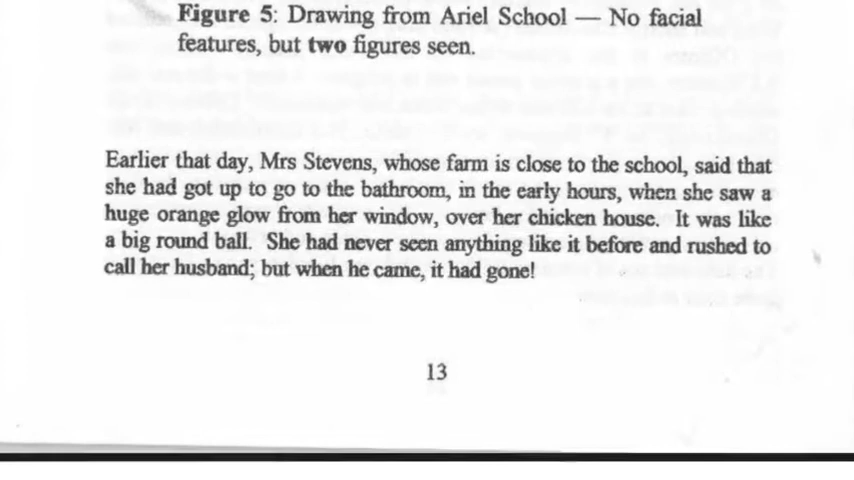 Figure 5: Drawing from Ariel School — No facial
features, but two figures seen.
Earlier that day, Mrs Stevens, whose farm is close to the school, said that
she had got up to go to the bathroom, in the early hours, when she saw a
huge orange glow from her window, over her chicken house. It was like
a big round ball. She had never seen anything like it before and rushed to
call her husband; but when he came, it had gone!
13